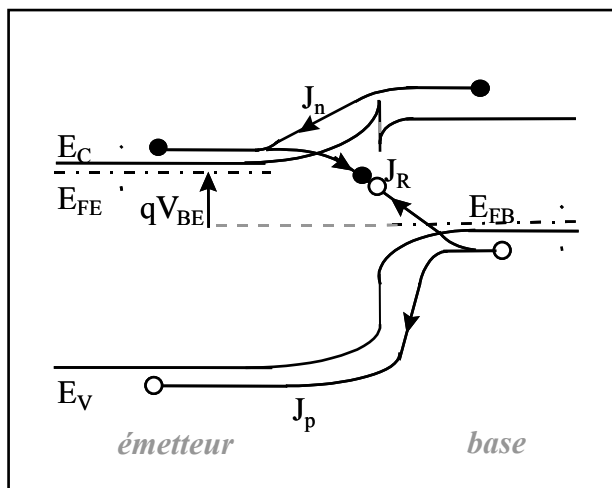 J_n
E_C
J_R
E_FE
qV_BE
E_FB
E_V
J_p
émetteur
base